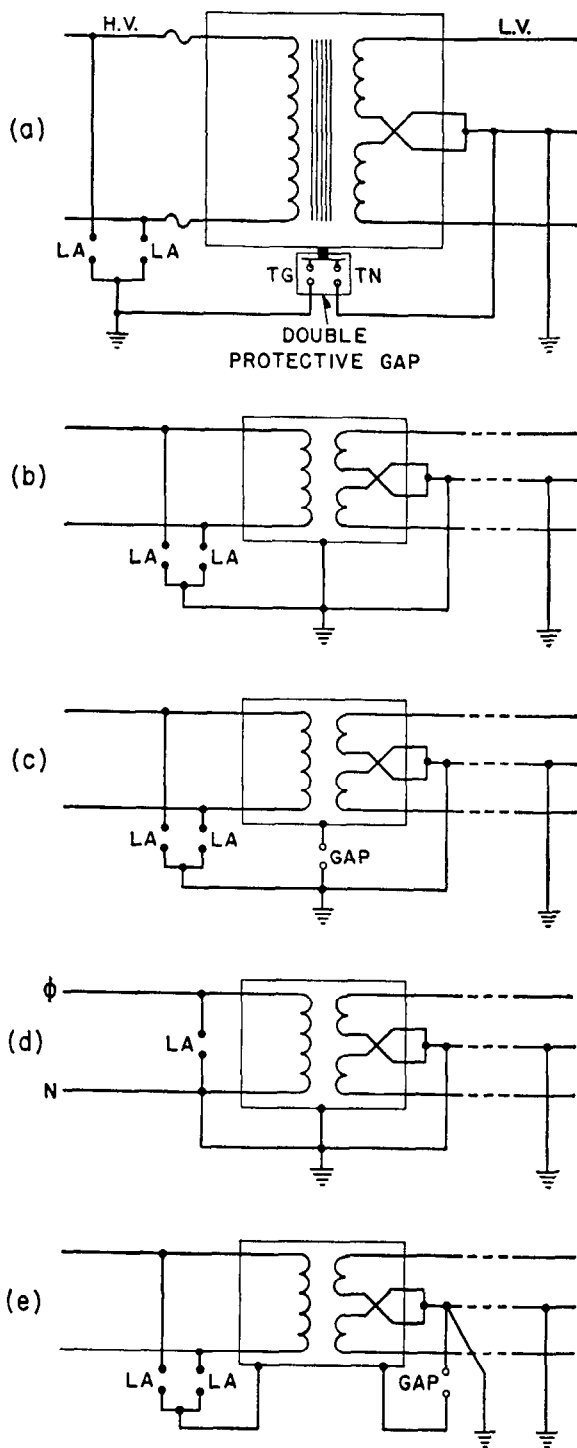 H.V.
L.V.
(a)
LA
LA
TG
TN
DOUBLE
PROTECTIVE GAP
(b)
LA
LA
(c)
LA
LA
GAP
ϕ
(d)
LA
N
(e)
LA
LA
GAP